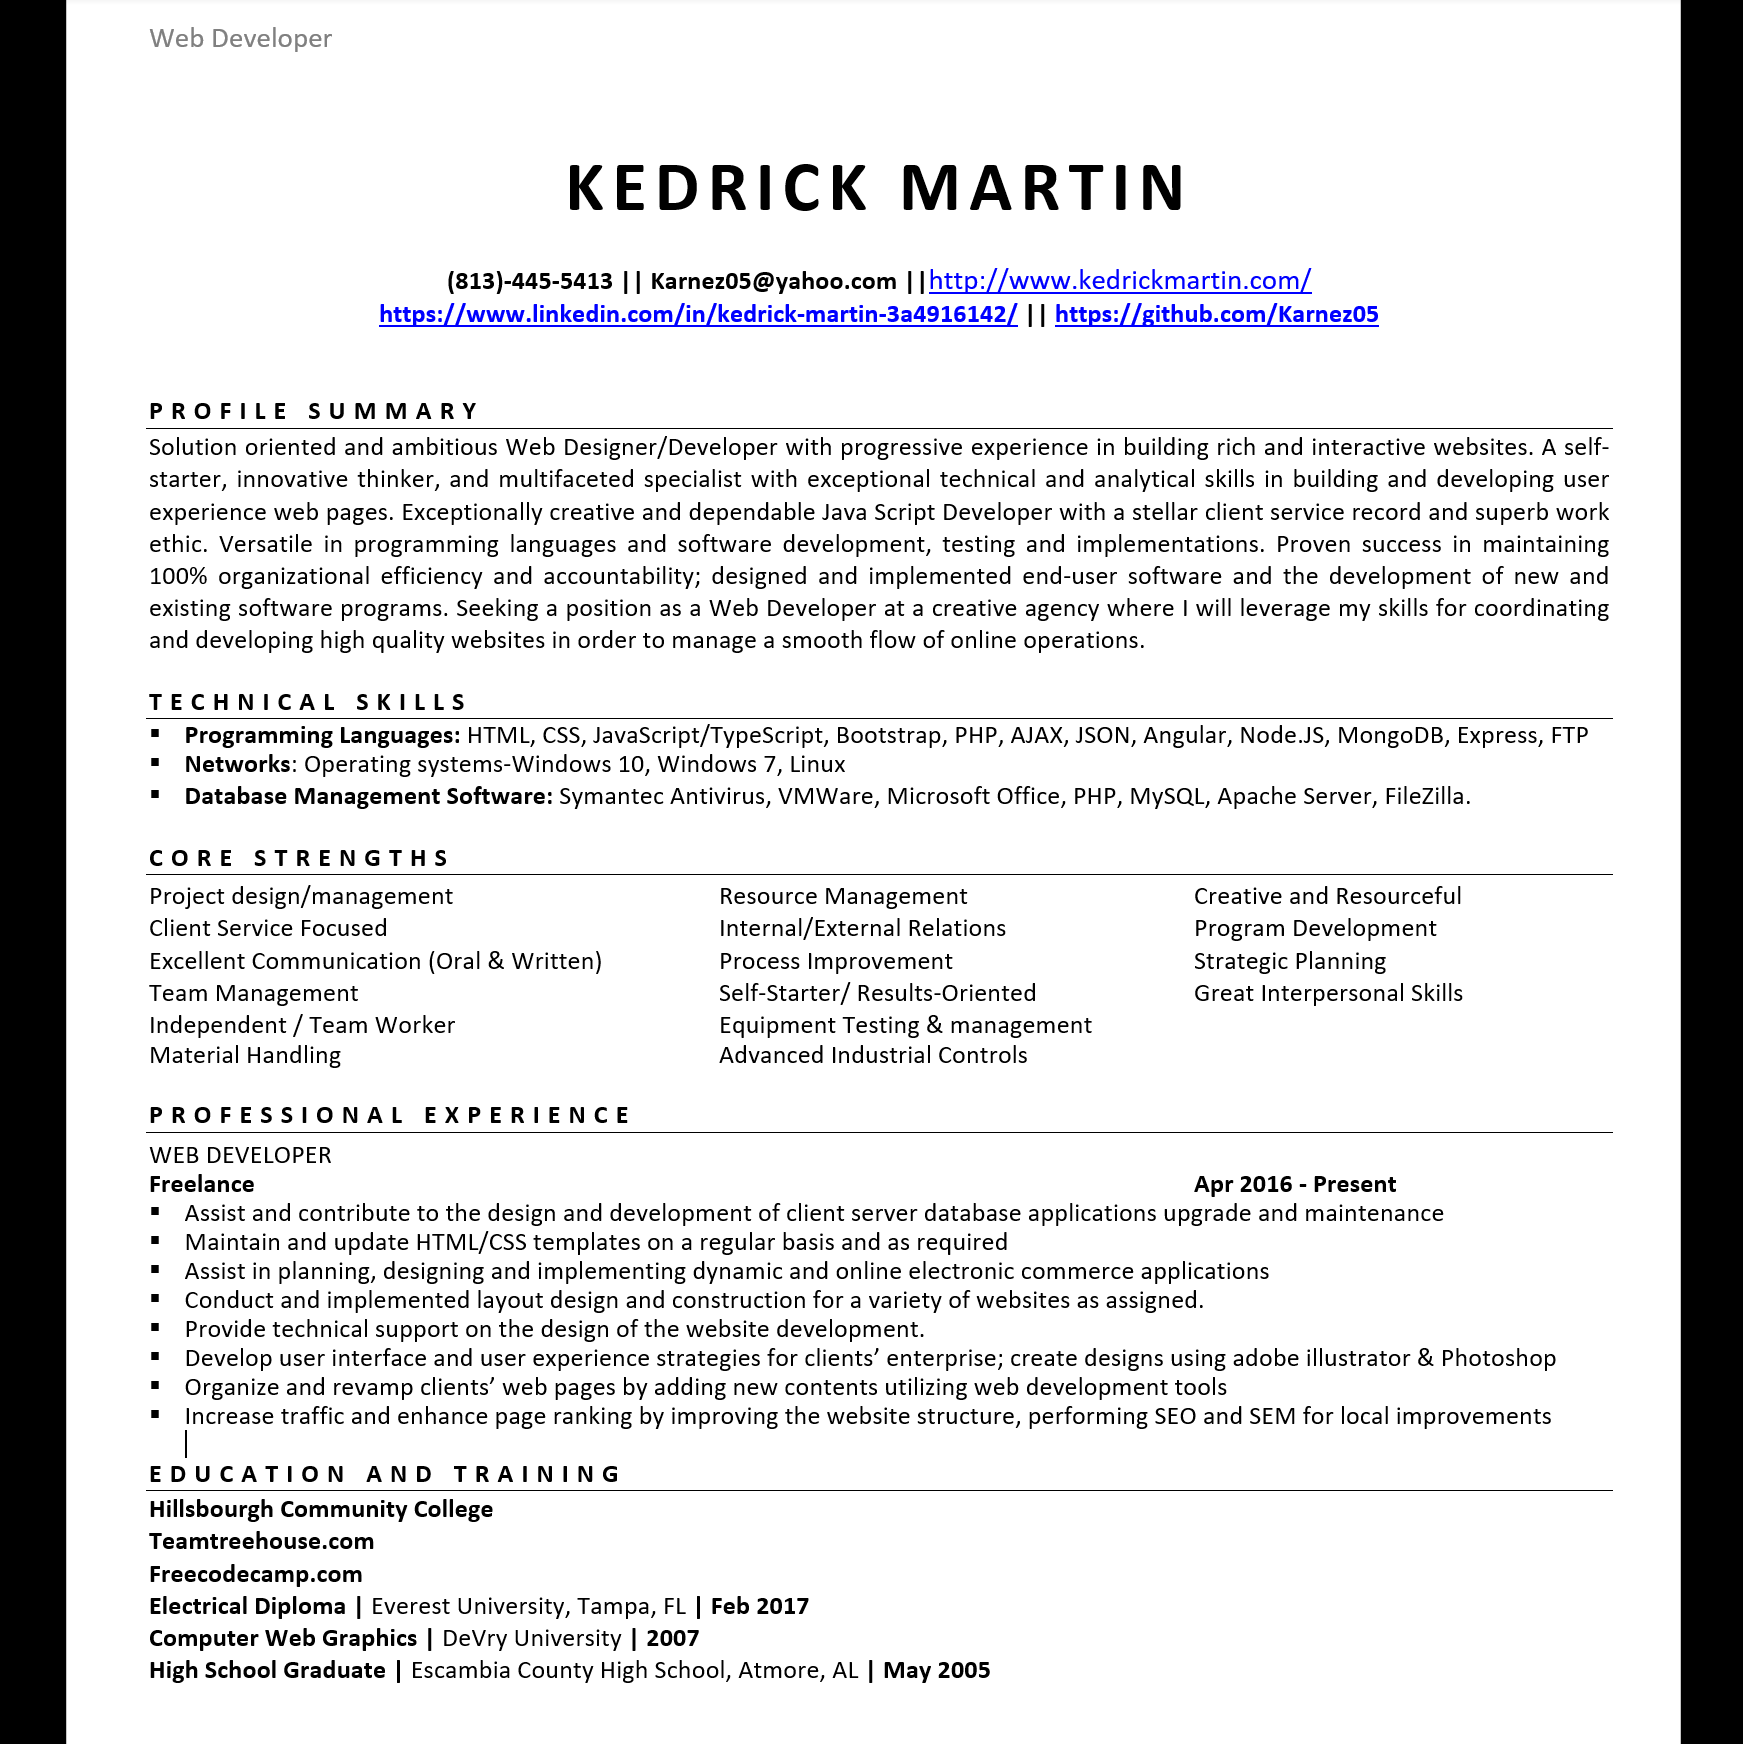 Web Developer
KEDRICK MARTIN
(813)-445-5413 || Karnez05@yahoo.com ||http://www.kedrickmartin.com/
https://www.linkedin.com/in/kedrick-martin-3a4916142/ || https://github.com/Karnez05
PROFILE SUMMARY
Solution oriented and ambitious Web Designer/Developer with progressive experience in building rich and interactive websites. A self-
starter, innovative thinker, and multifaceted specialist with exceptional technical and analytical skills in building and developing user
experience web pages. Exceptionally creative and dependable Java Script Developer with a stellar client service record and superb work
ethic. Versatile in programming languages and software development, testing and implementations. Proven success in maintaining
100% organizational efficiency and accountability; designed and implemented end-user software and the development of new and
existing software programs. Seeking a position as a Web Developer at a creative agency where I will leverage my skills for coordinating
and developing high quality websites in order to manage a smooth flow of online operations.
TECHNICAL SKILLS
▪ Programming Languages: HTML, CSS, JavaScript/TypeScript, Bootstrap, PHP, AJAX, JSON, Angular, Node.JS, MongoDB, Express, FTP
▪ Networks: Operating systems-Windows 10, Windows 7, Linux
▪ Database Management Software: Symantec Antivirus, VMWare, Microsoft Office, PHP, MySQL, Apache Server, FileZilla.
CORE STRENGTHS
Project design/management Resource Management Creative and Resourceful
Client Service Focused Internal/External Relations Program Development
Excellent Communication (Oral & Written) Process Improvement Strategic Planning
Team Management Self-Starter/ Results-Oriented Great Interpersonal Skills
Independent / Team Worker Equipment Testing & management
Material Handling Advanced Industrial Controls
PROFESSIONAL EXPERIENCE
WEB DEVELOPER
Freelance Apr 2016 - Present
▪ Assist and contribute to the design and development of client server database applications upgrade and maintenance
▪ Maintain and update HTML/CSS templates on a regular basis and as required
▪ Assist in planning, designing and implementing dynamic and online electronic commerce applications
▪ Conduct and implemented layout design and construction for a variety of websites as assigned.
▪ Provide technical support on the design of the website development.
▪ Develop user interface and user experience strategies for clients’ enterprise; create designs using adobe illustrator & Photoshop
▪ Organize and revamp clients’ web pages by adding new contents utilizing web development tools
▪ Increase traffic and enhance page ranking by improving the website structure, performing SEO and SEM for local improvements
EDUCATION AND TRAINING
Hillsbourgh Community College
Teamtreehouse.com
Freecodecamp.com
Electrical Diploma | Everest University, Tampa, FL | Feb 2017
Computer Web Graphics | DeVry University | 2007
High School Graduate | Escambia County High School, Atmore, AL | May 2005